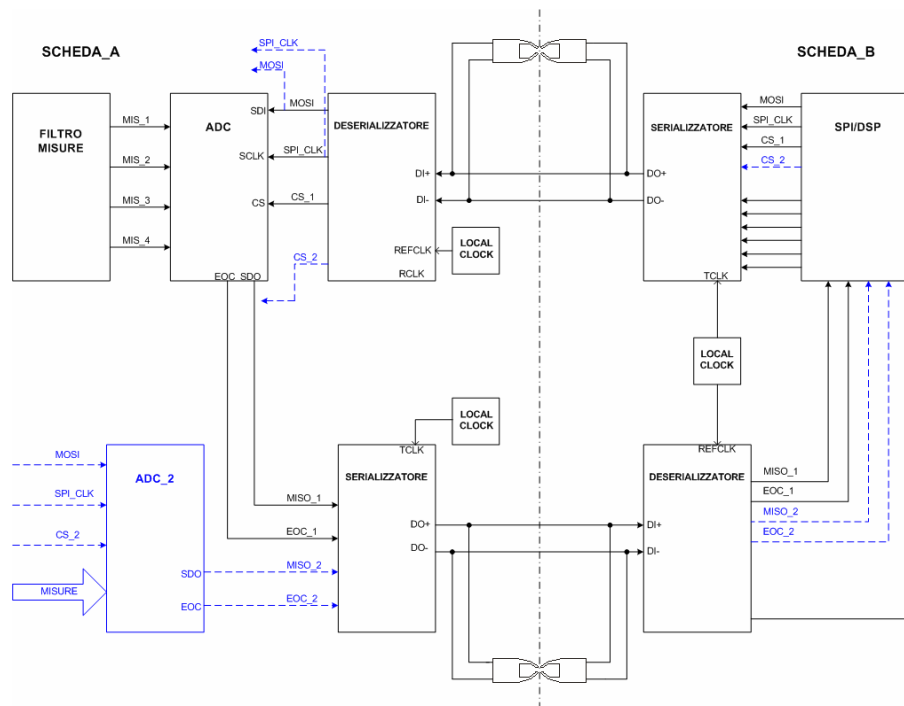 SCHEDA_A
SCHEDA_B
SPI_CLK
MOSI
FILTRO
MISURE
MIS_1
MIS_2
MIS_3
MIS_4
ADC
SDI
SCLK
CS
EOC SDO
MOSI
SPI_CLK
CS_1
CS_2
DESERIALIZZATORE
DI+
DI-
REFCLK
RCLK
LOCAL
CLOCK
SERIALIZZATORE
DO+
DO-
TCLK
MOSI
SPI_CLK
CS_1
CS_2
SPI/DSP
LOCAL
CLOCK
LOCAL
CLOCK
MOSI
SPI_CLK
CS_2
MISURE
ADC_2
SDO
EOC
MISO_1
EOC_1
MISO_2
EOC_2
TCLK
SERIALIZZATORE
DO+
DO-
REFCLK
DESERIALIZZATORE
DI+
DI-
MISO_1
EOC_1
MISO_2
EOC_2